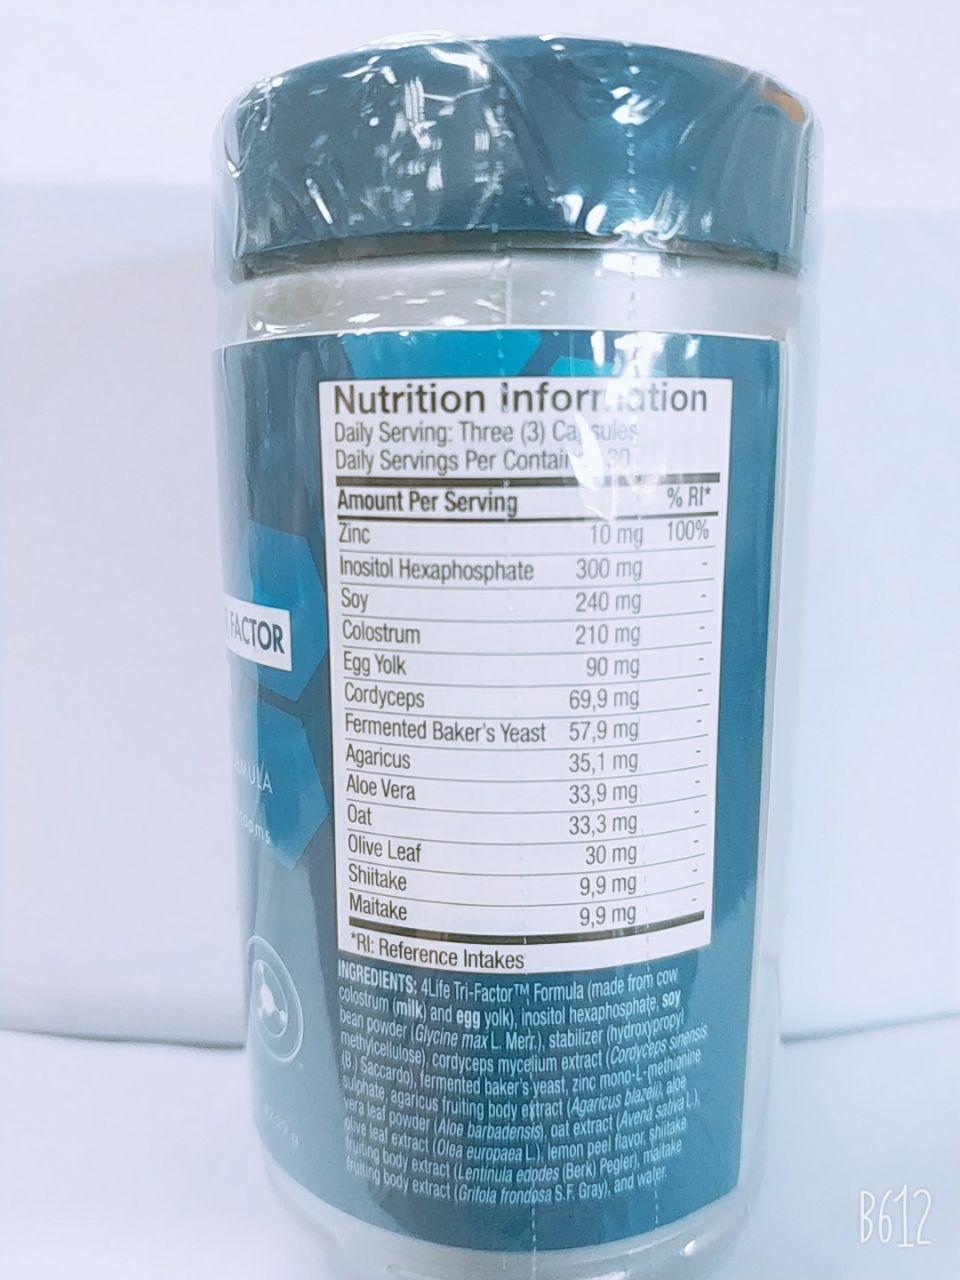 Nutrition Information
Daily Serving: Three (3) Capsules
Daily Servings Per Contain 30
Amount Per Serving % RI*
Zinc 10 mg 100%
Inositol Hexaphosphate 300 mg -
Soy 240 mg -
Colostrum 210 mg -
Egg Yolk 90 mg -
Cordyceps 69,9 mg -
Fermented Baker's Yeast 57,9 mg -
Agaricus 35,1 mg -
Aloe Vera 33,9 mg -
Oat 33,3 mg -
Olive Leaf 30 mg -
Shiitake 9,9 mg -
Maitake 9,9 mg -
*RI: Reference Intakes
INGREDIENTS: 4Life Tri-Factor™ Formula (made from cow
colostrum (milk) and egg yolk), inositol hexaphosphate, soy
bean powder (Glycine max L. Merr.), stabilizer (hydroxypropyl
methylcellulose), cordyceps mycelium extract (Cordyceps sinensis
(B.) Saccardo), fermented baker's yeast, zinc mono-L-methionine
sulphate, agaricus fruiting body extract (Agaricus blazeii), aloe
vera leaf powder (Aloe barbadensis), oat extract (Avena sativa L.),
olive leaf extract (Olea europaea L.), lemon peel flavor, shiitake
fruiting body extract (Lentinula edodes (Berk) Pegler), maitake
fruiting body extract (Grifola frondosa S.F. Gray), and water.
FACTOR
RMULA
ooms
29 g
B612